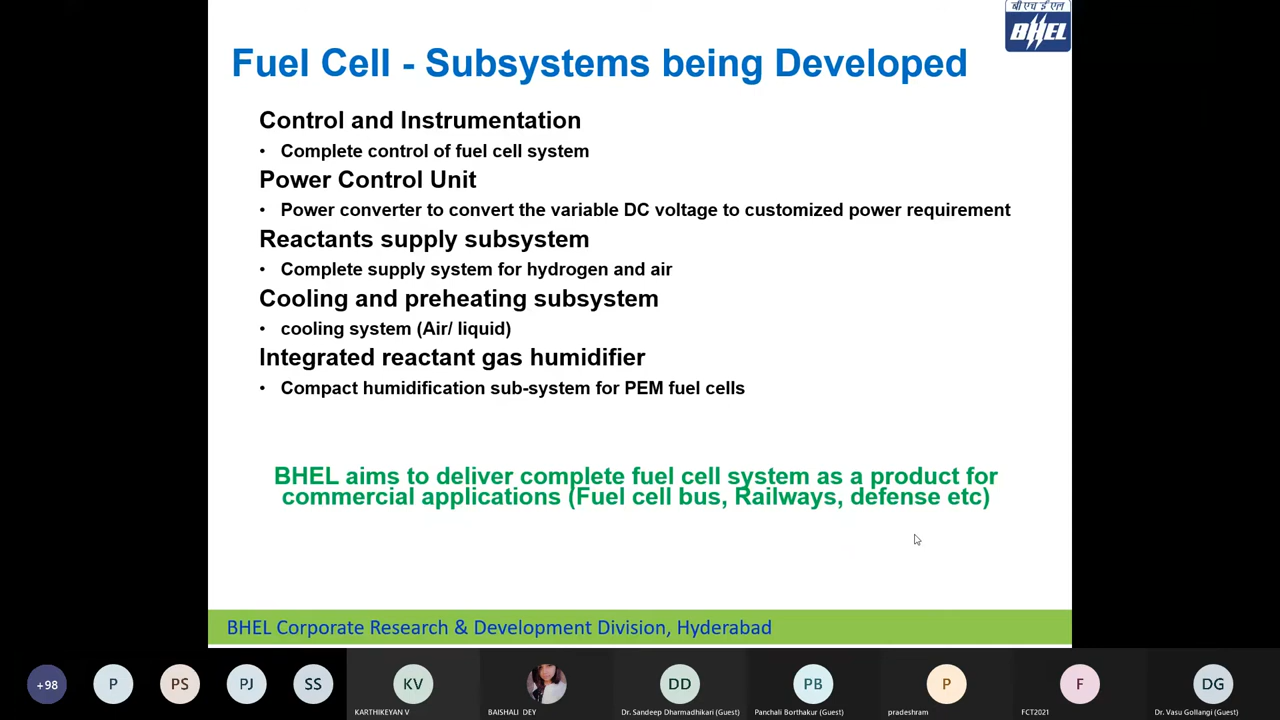 बी एच ई एल
BHEL
Fuel Cell - Subsystems being Developed
Control and Instrumentation
• Complete control of fuel cell system
Power Control Unit
• Power converter to convert the variable DC voltage to customized power requirement
Reactants supply subsystem
• Complete supply system for hydrogen and air
Cooling and preheating subsystem
• cooling system (Air/ liquid)
Integrated reactant gas humidifier
• Compact humidification sub-system for PEM fuel cells
BHEL aims to deliver complete fuel cell system as a product for
commercial applications (Fuel cell bus, Railways, defense etc)
BHEL Corporate Research & Development Division, Hyderabad
+98 P PS PJ SS KV DD PB P F DG
KARTHIKEYAN V BAISHALI DEY Dr. Sandeep Dharmadhikari (Guest) Panchali Borthakur (Guest) pradeshram FCT2021 Dr. Vasu Gollangi (Guest)